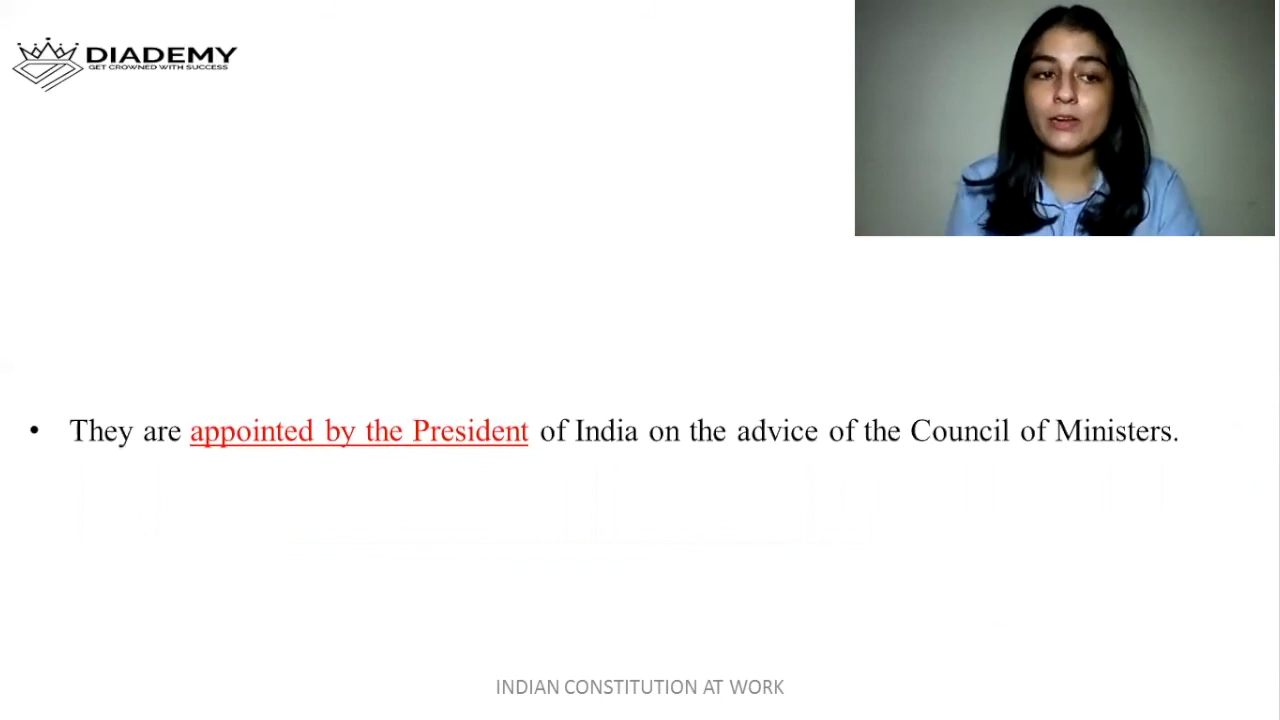 DIADEMY
GET CROWNED WITH SUCCESS
• They are appointed by the President of India on the advice of the Council of Ministers.
INDIAN CONSTITUTION AT WORK